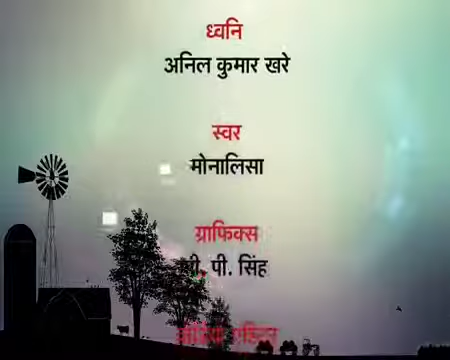 ध्वनि
अनिल कुमार खरे
स्वर
मोनालिसा
ग्राफिक्स
पी. सिंह